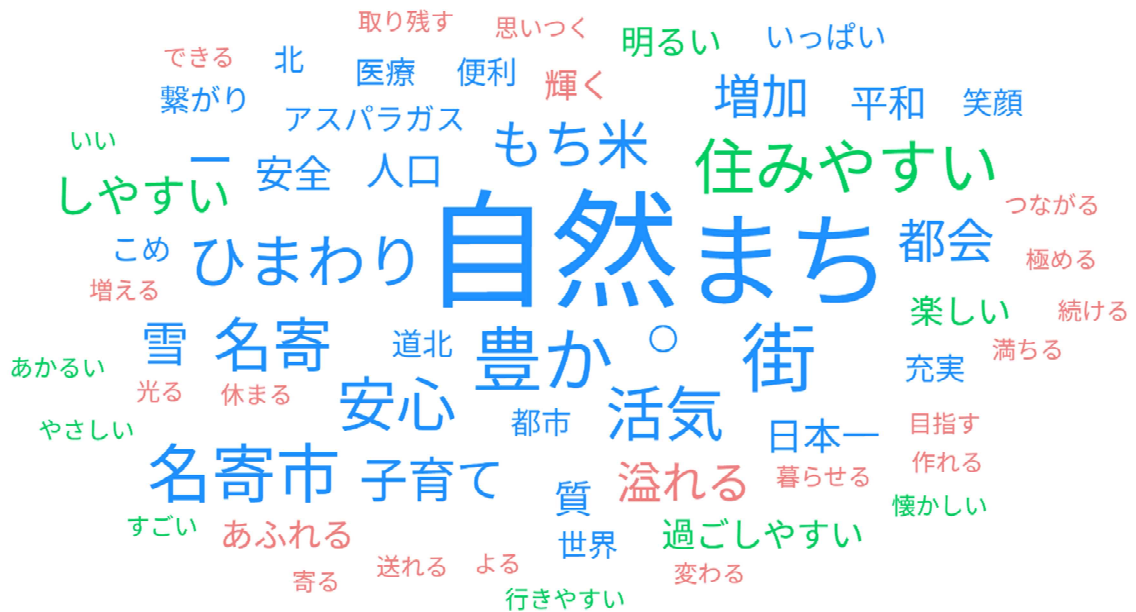 取り残す 思いつく
明るい いっぱい
できる 北 医療 便利 輝く
繋がり 増加 平和 笑顔
アスパラガス もち米
いい 一 安全 人口 住みやすい
しやすい つながる
自然 まち 都会
こめ ひまわり 極める
増える 楽しい 続ける
雪 名寄 道北 豊か 。 街 満ちる
あかるい 充実
光る 休まる 安心 都市 活気 目指す
やさしい 日本一
名寄市 子育て 溢れる 暮らせる 作れる
質 懐かしい
すごい あふれる 世界 過ごしやすい
寄る 送れる よる 変わる
行きやすい